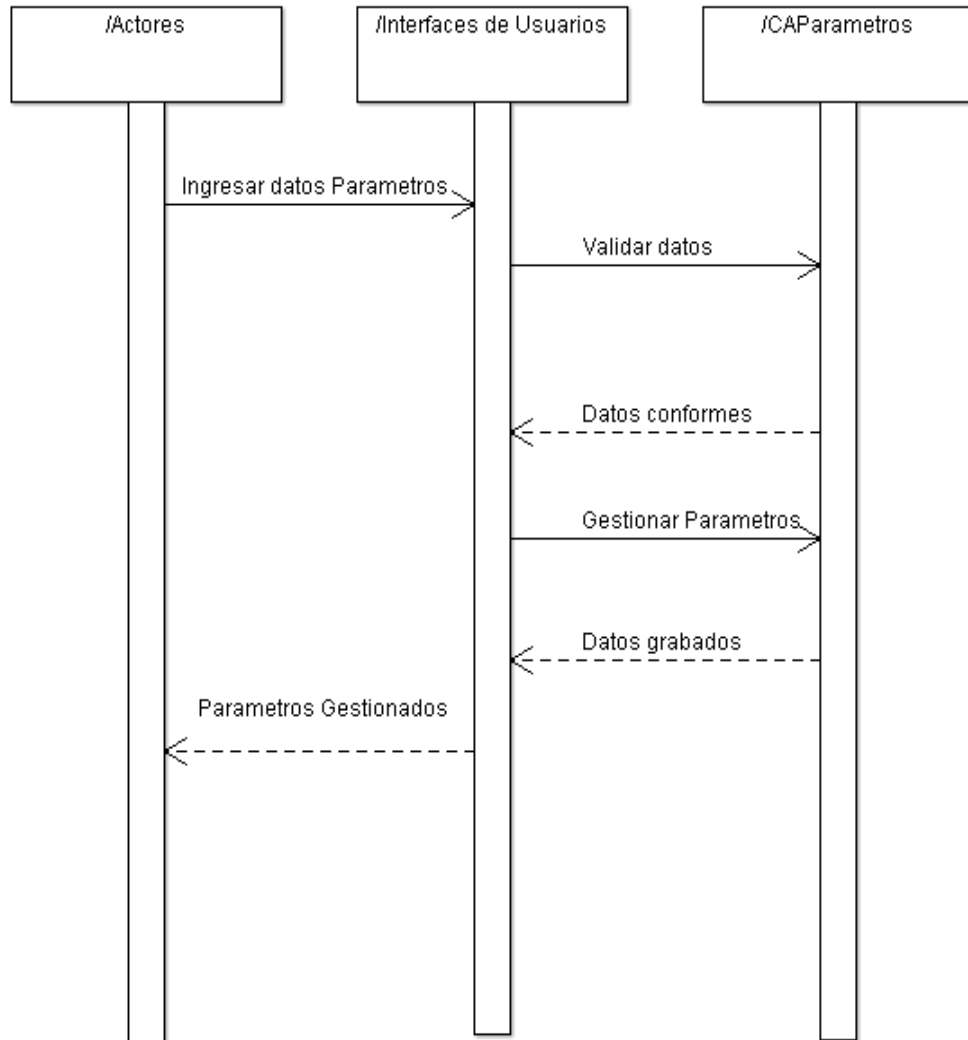 /Actores
/Interfaces de Usuarios
/CAParametros
Ingresar datos Parametros
Validar datos
Datos conformes
Gestionar Parametros
Datos grabados
Parametros Gestionados